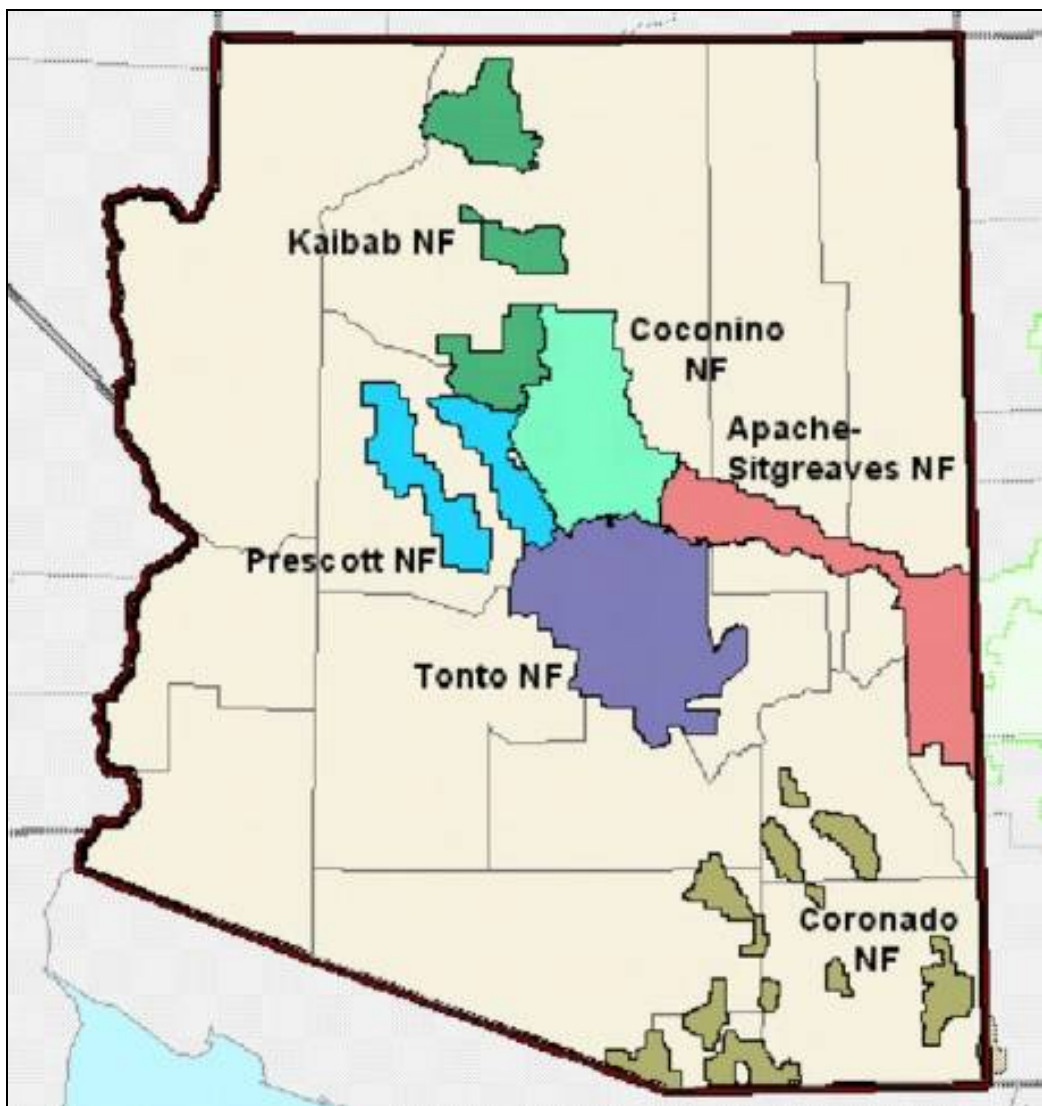 Kaibab NF
Coconino
NF
Apache-
Sitgreaves NF
Prescott NF
Tonto NF
Coronado
NF